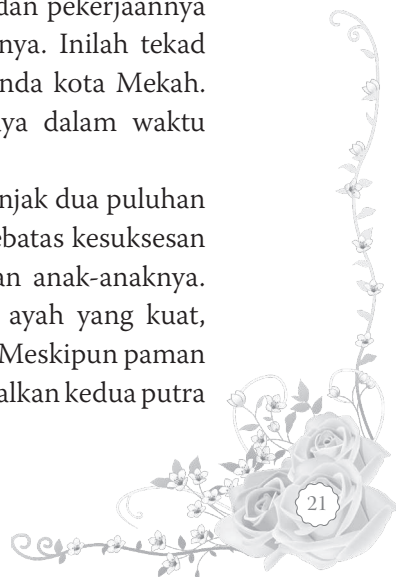 dan pekerjaannya
nya. Inilah tekad
nda kota Mekah.
ya dalam waktu
njak dua puluhan
ebatas kesuksesan
an anak-anaknya.
ayah yang kuat,
Meskipun paman
alkan kedua putra
21